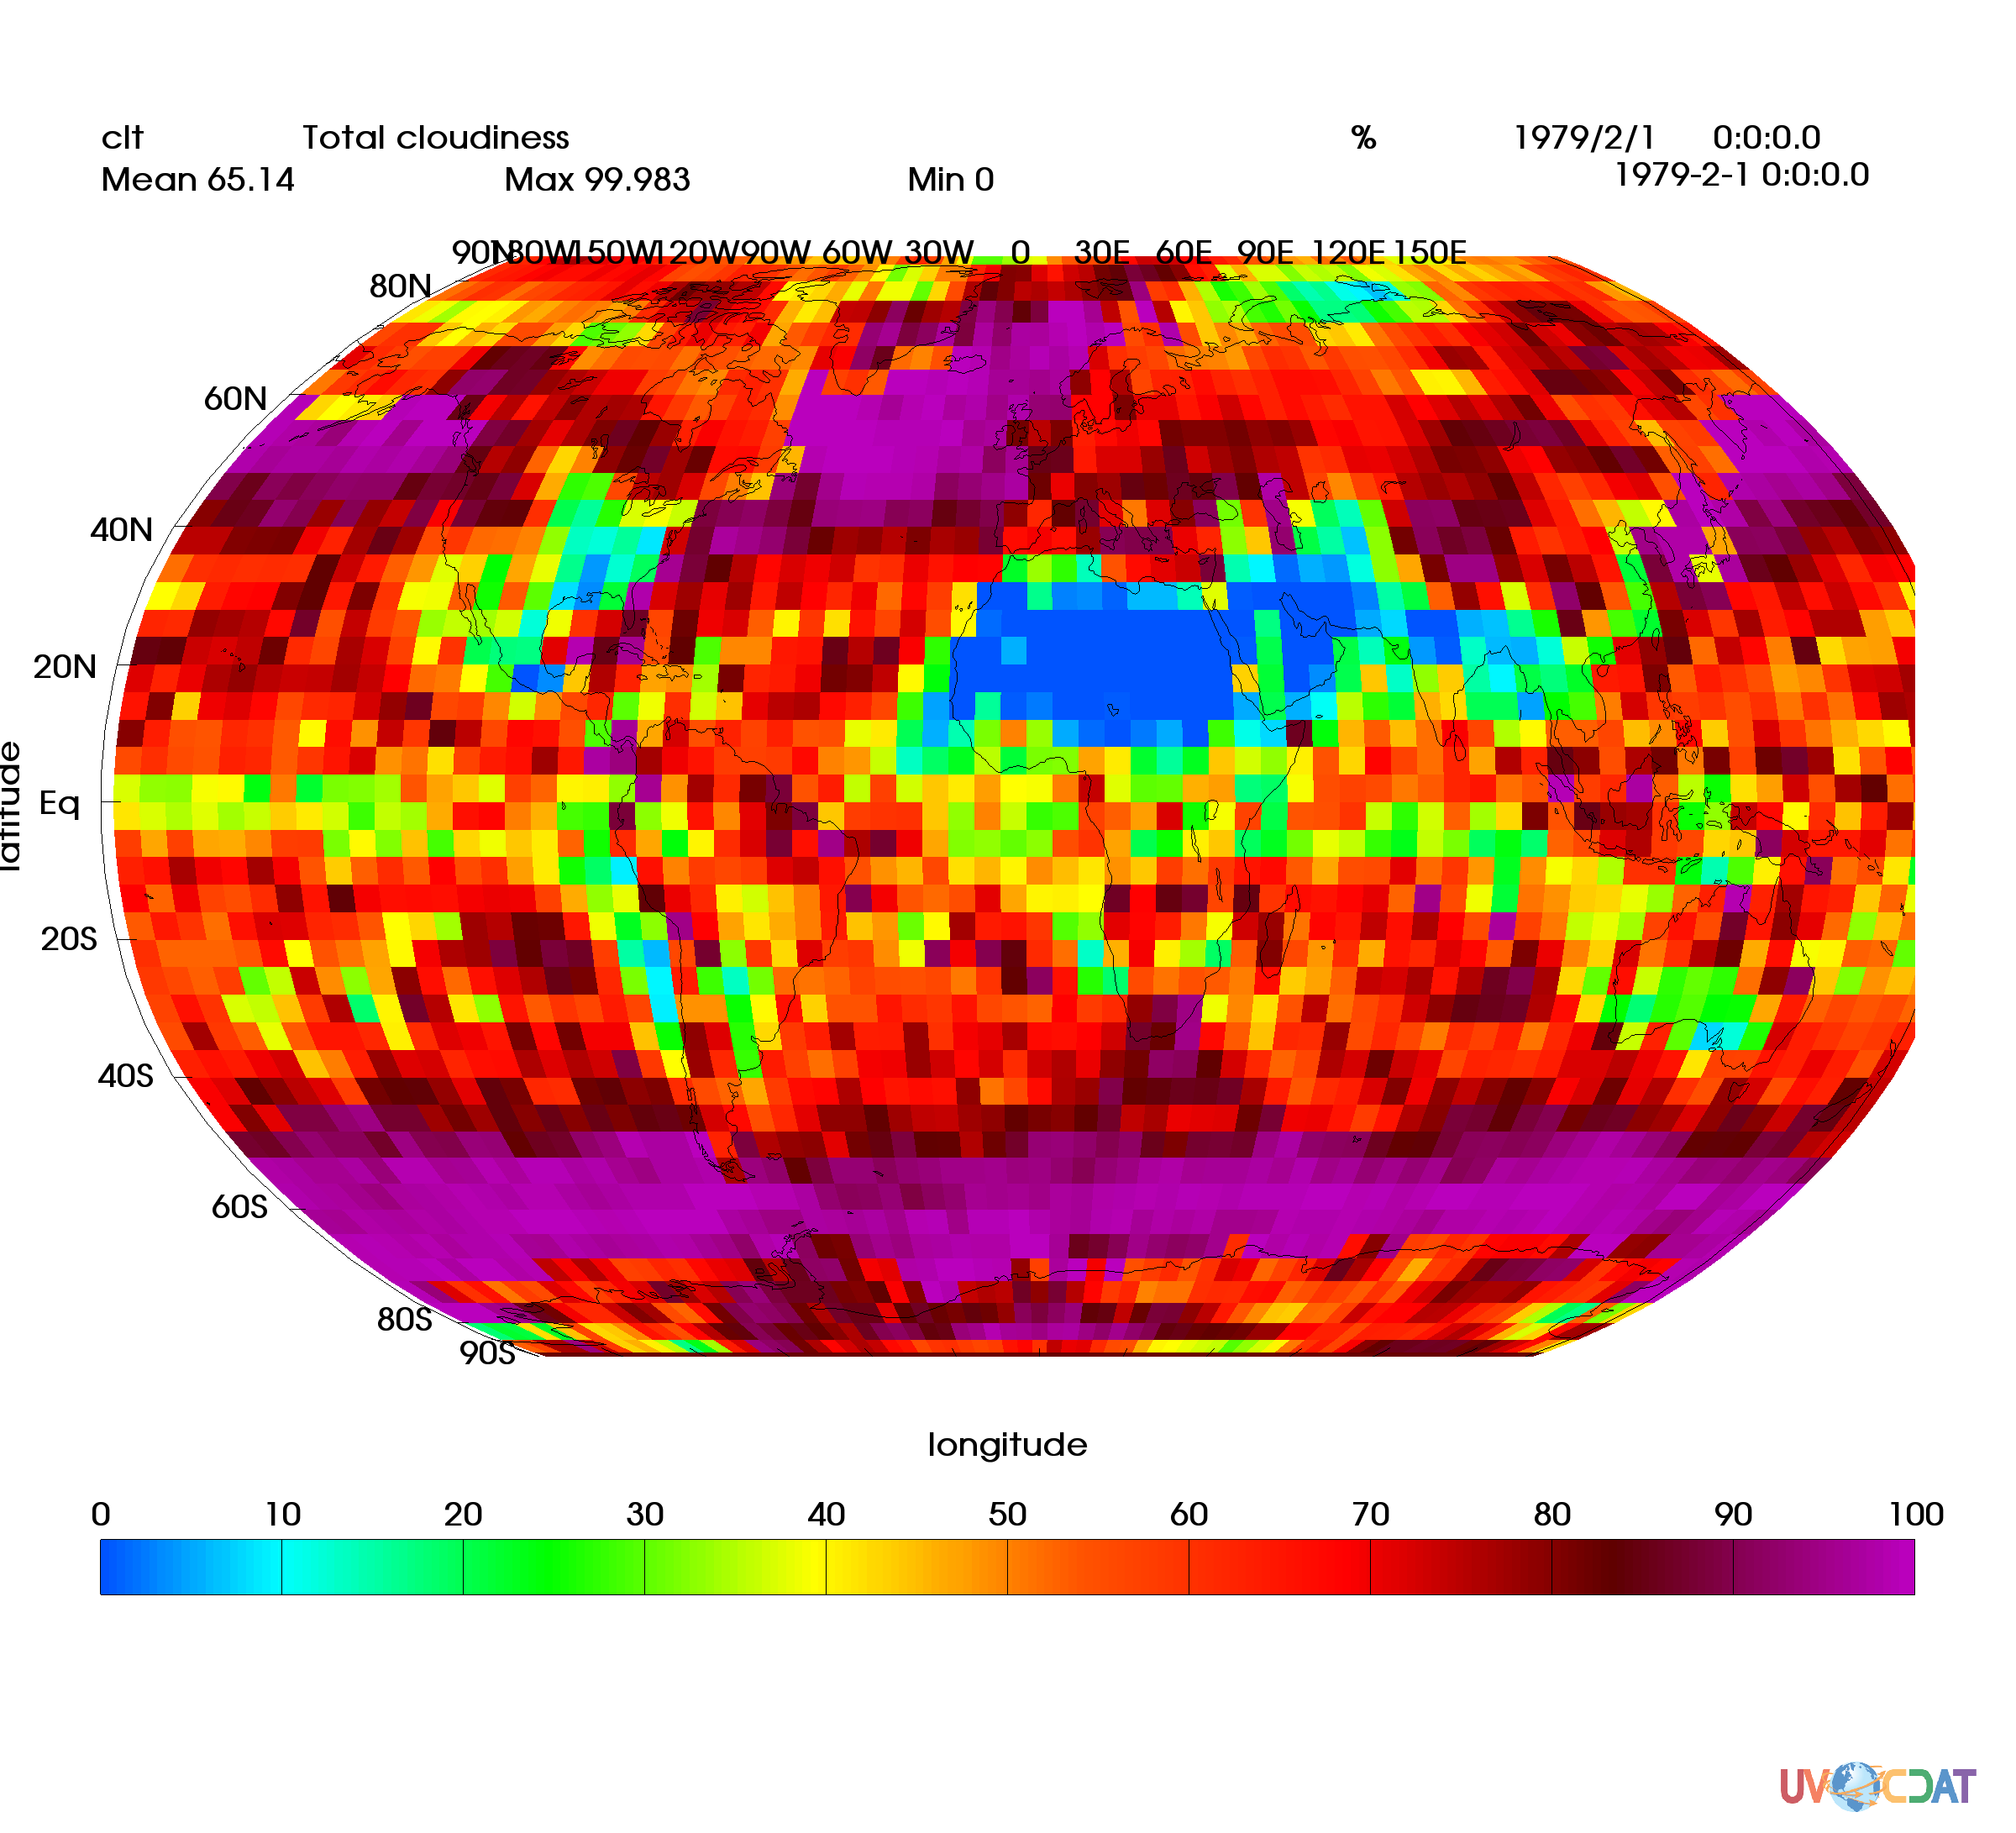 clt Total cloudiness % 1979/2/1 0:0:0.0
Mean 65.14 Max 99.983 Min 0 1979-2-1 0:0:0.0
90N 180W 150W 120W 90W 60W 30W 0 30E 60E 90E 120E 150E
80N
60N
40N
20N
latitude
Eq
20S
40S
60S
80S
90S
longitude
0 10 20 30 40 50 60 70 80 90 100
UV CDAT